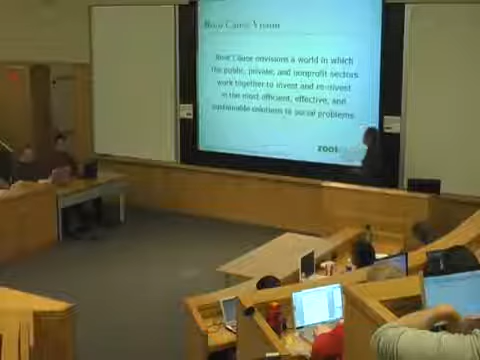 Root Cause Vision
Root Cause envisions a world in which
the public, private, and nonprofit sectors
work together to invest and re-invest
in the most efficient, effective, and
sustainable solutions to social problems
root